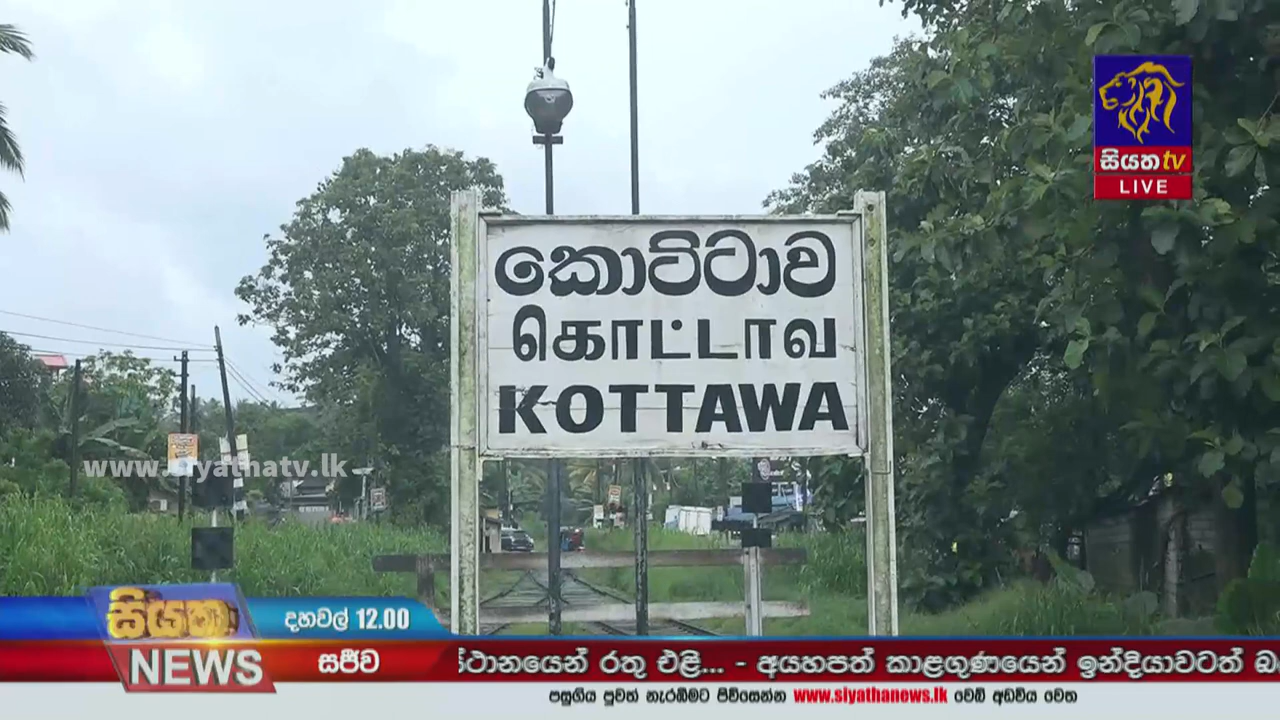 සියත tv
LIVE
කොට්ටාව
கொட்டாவ
KOTTAWA
www.siyathatv.lk
සියත
දහවල් 12.00
NEWS
සජීව
ස්ථානයෙන් රතු එළි... - අයහපත් කාළගුණයෙන් ඉන්දියාවටත්
පසුගිය පුවත් නැරඹීමට පිවිසෙන්න www.siyathanews.lk වෙබ් අඩවිය වෙත